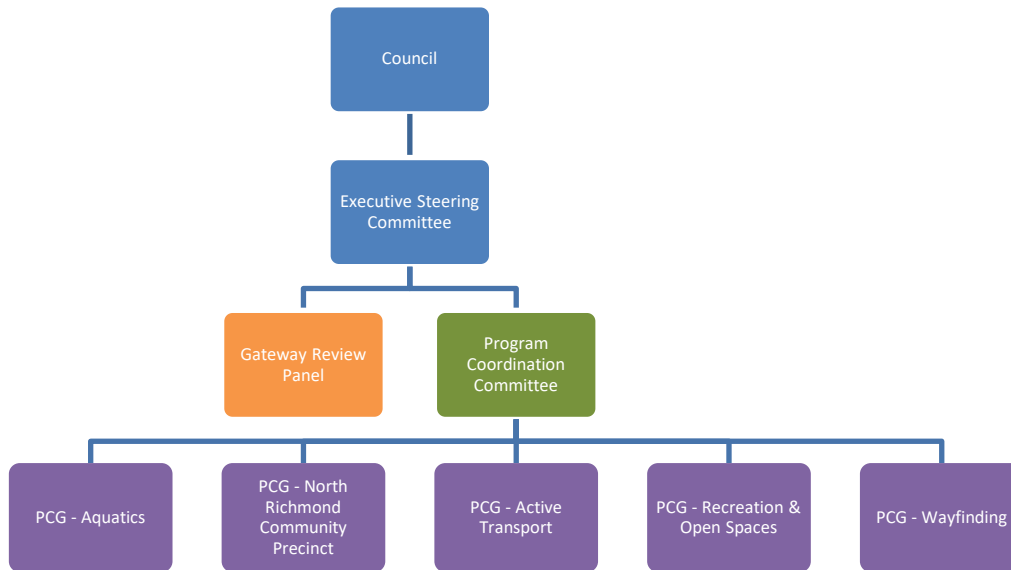 Council
Executive Steering
Committee
Gateway Review
Panel
Program
Coordination
Committee
PCG - Aquatics
PCG - North
Richmond
Community
Precinct
PCG - Active
Transport
PCG - Recreation &
Open Spaces
PCG - Wayfinding